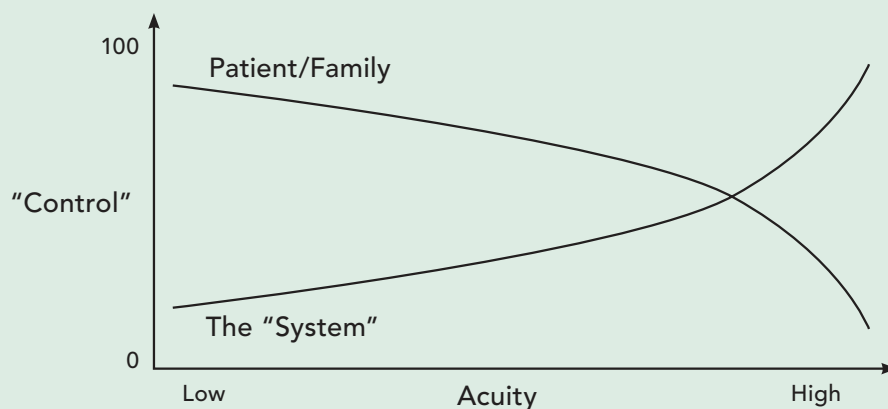 100
Patient/Family
“Control”
The “System”
0
Low
Acuity
High